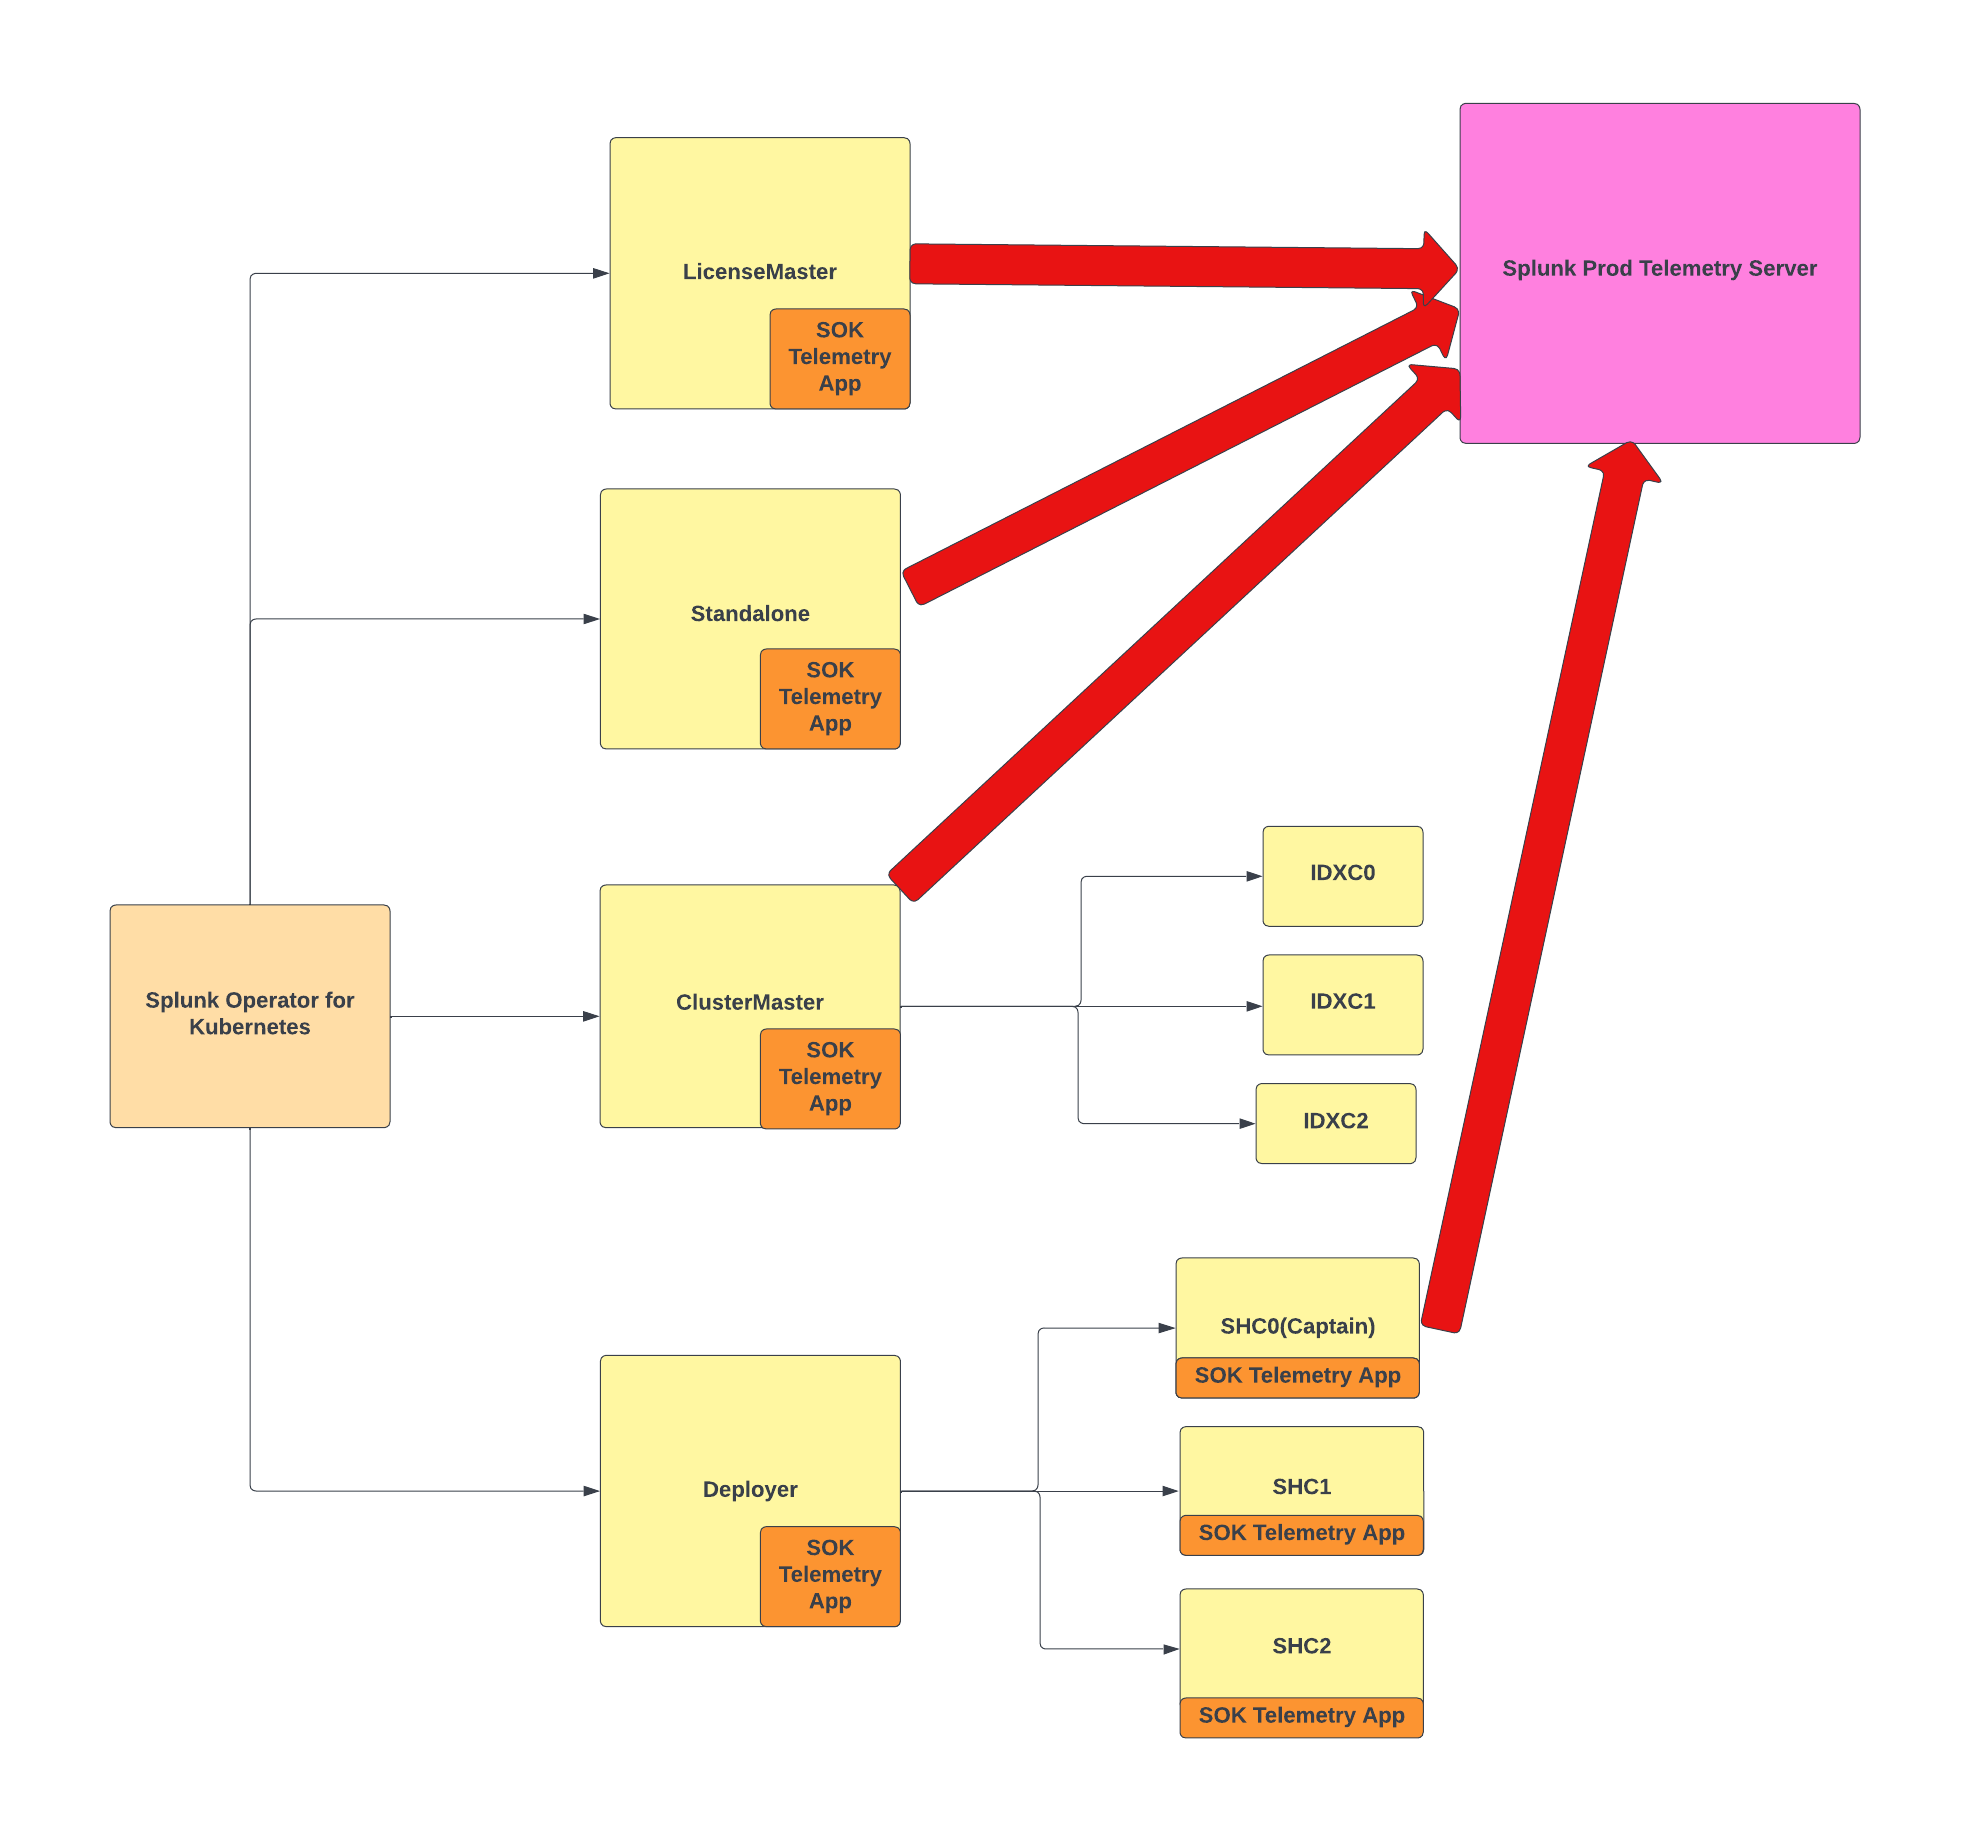 LicenseMaster
SOK
Telemetry
App
Splunk Prod Telemetry Server
Standalone
SOK
Telemetry
App
Splunk Operator for
Kubernetes
ClusterMaster
SOK
Telemetry
App
IDXC0
IDXC1
IDXC2
Deployer
SOK
Telemetry
App
SHC0(Captain)
SOK Telemetry App
SHC1
SOK Telemetry App
SHC2
SOK Telemetry App